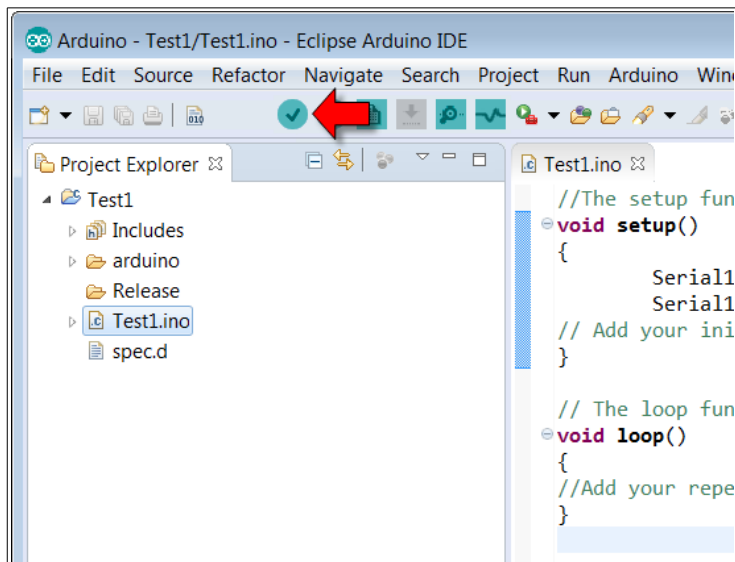 Arduino - Test1/Test1.ino - Eclipse Arduino IDE
File Edit Source Refactor Navigate Search Project Run Arduino Win
010
Project Explorer
Test1.ino
Test1
Includes
arduino
Release
Test1.ino
spec.d
//The setup fun
void setup()
{
Serial1
Serial1
// Add your ini
}
// The loop fun
void loop()
{
//Add your repe
}